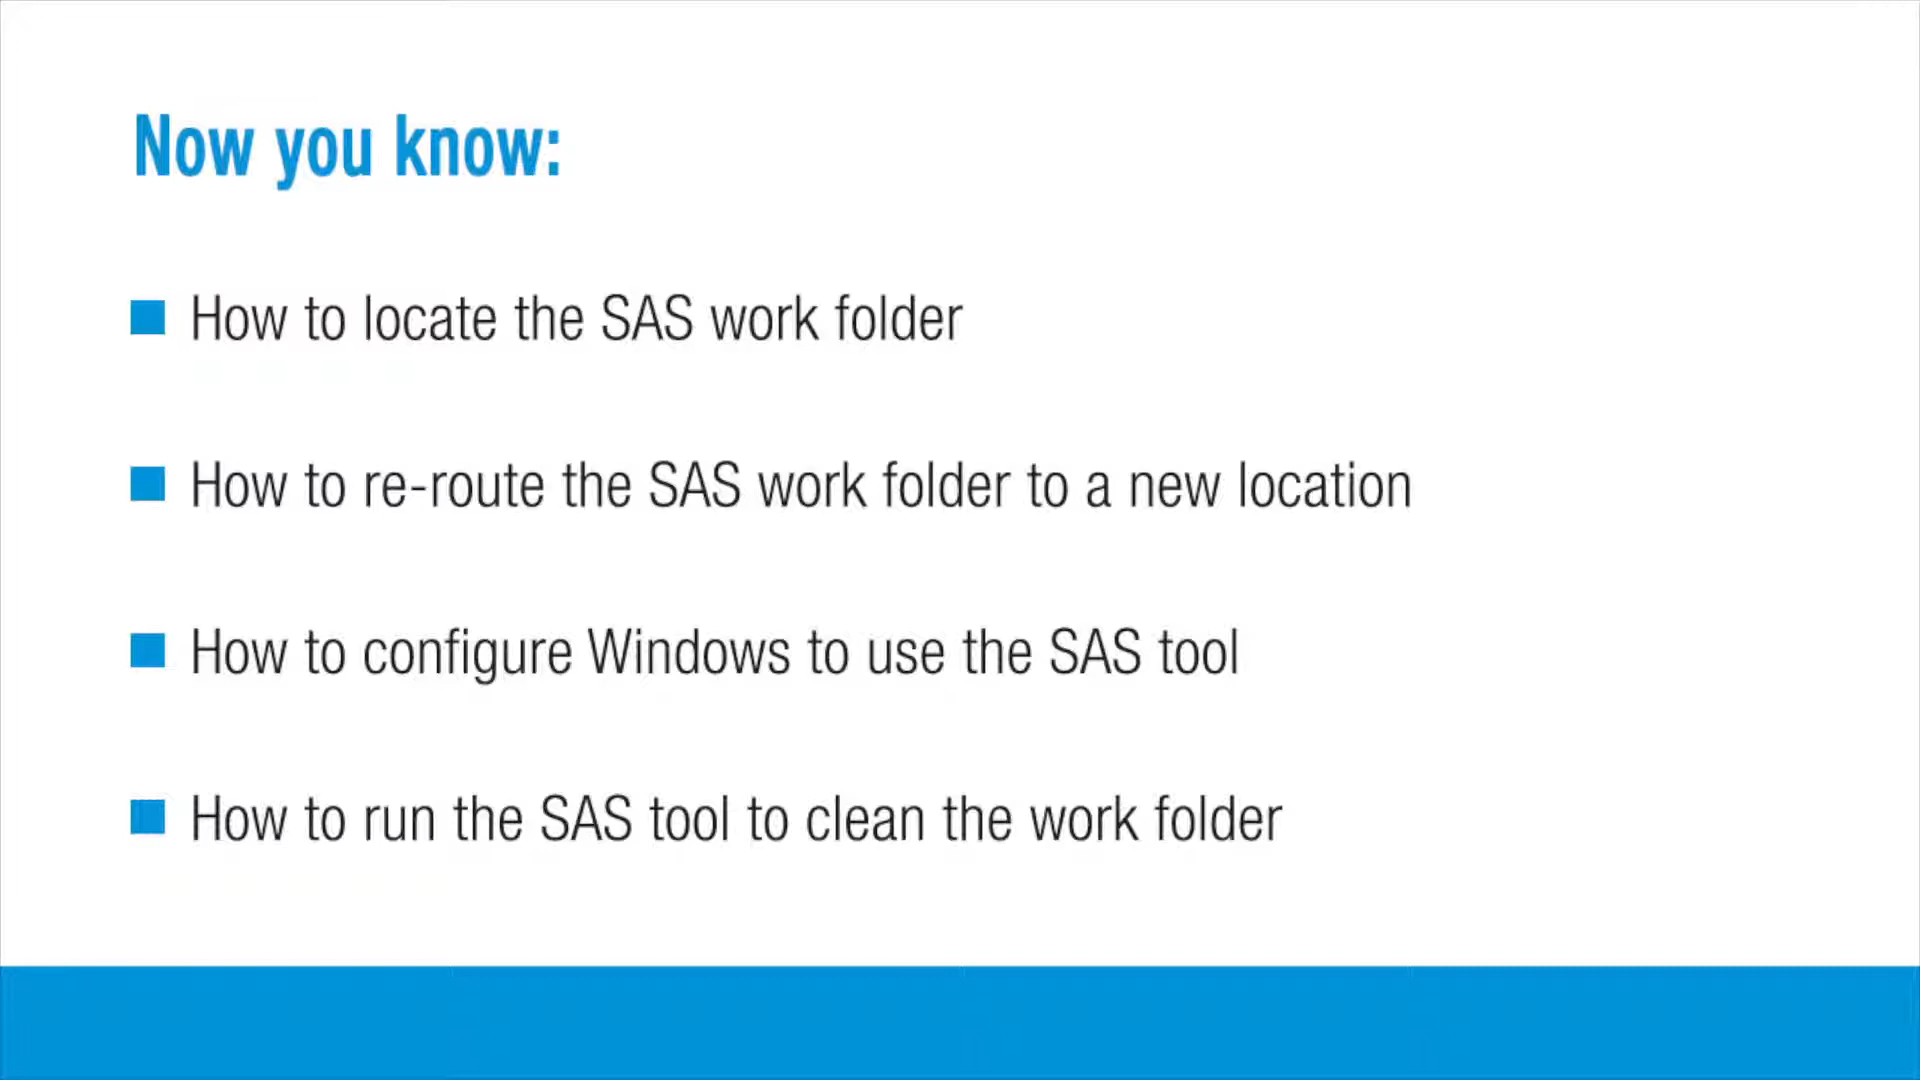 Now you know:
How to locate the SAS work folder
How to re-route the SAS work folder to a new location
How to configure Windows to use the SAS tool
How to run the SAS tool to clean the work folder